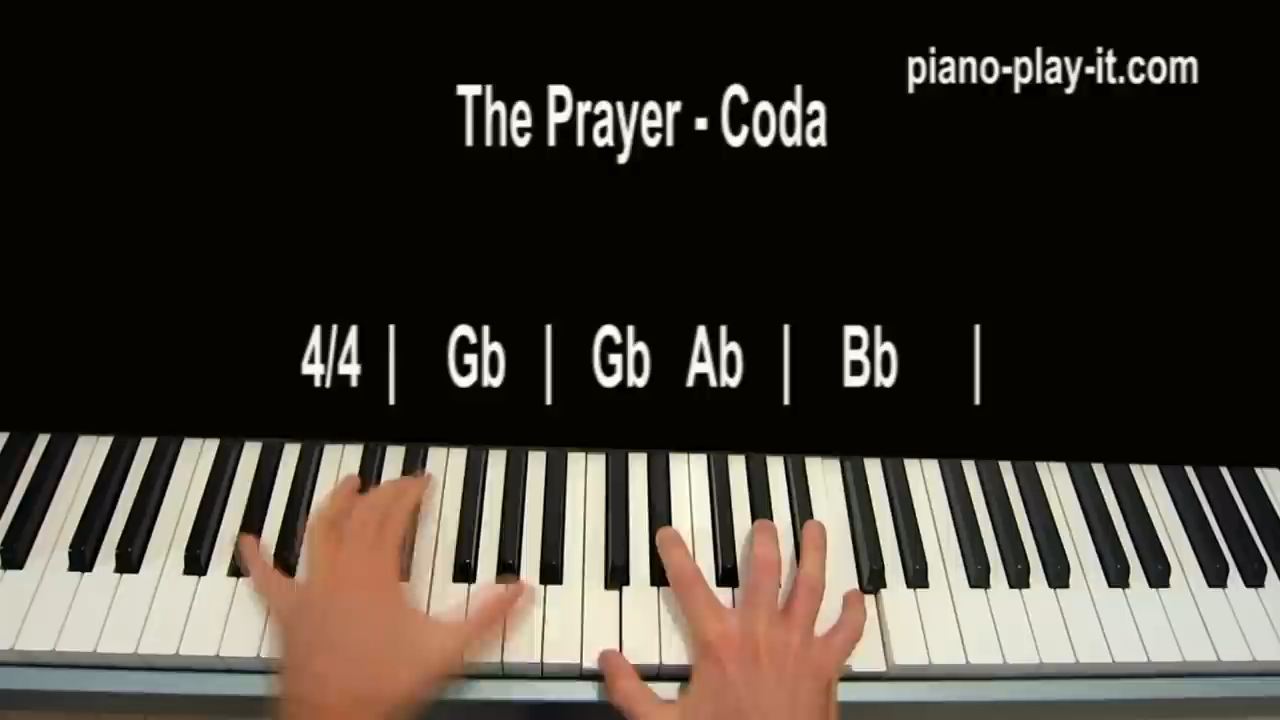 piano-play-it.com
The Prayer - Coda
4/4 | Gb | Gb Ab | Bb |